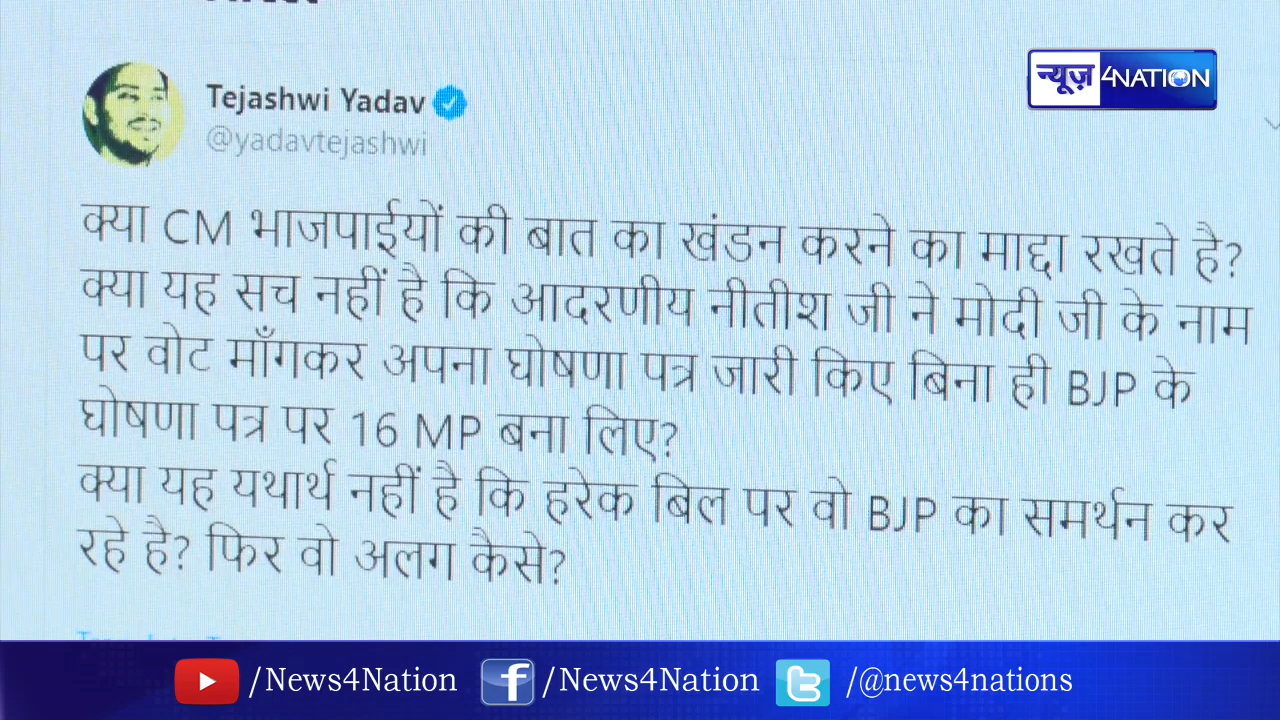 न्यूज़ 4NATION
Tejashwi Yadav
@yadavtejashwi
क्या CM भाजपाईयों की बात का खंडन करने का माद्दा रखते है?
क्या यह सच नहीं है कि आदरणीय नीतीश जी ने मोदी जी के नाम
पर वोट माँगकर अपना घोषणा पत्र जारी किए बिना ही BJP के
घोषणा पत्र पर 16 MP बना लिए?
क्या यह यथार्थ नहीं है कि हरेक बिल पर वो BJP का समर्थन कर
रहे है? फिर वो अलग कैसे?
/News4Nation /News4Nation /@news4nations